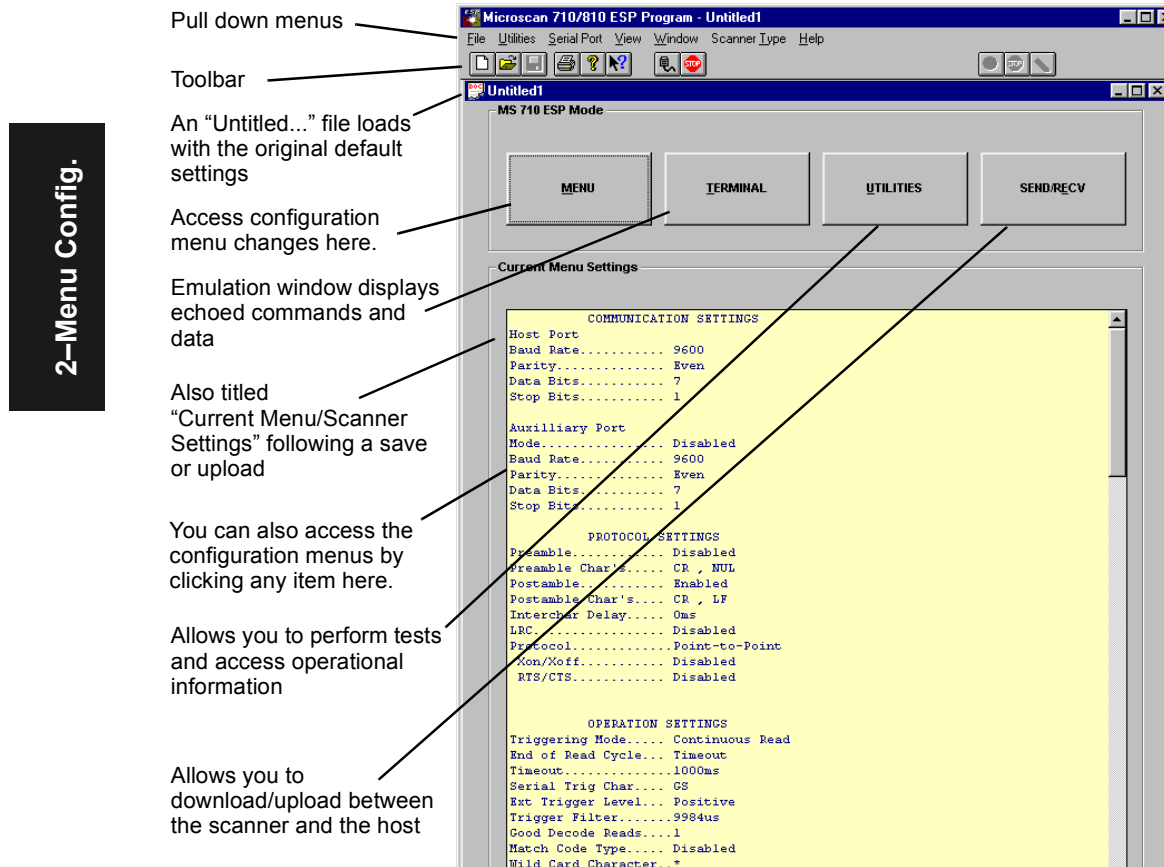 2–Menu Config.
Pull down menus
Toolbar
An “Untitled...” file loads
with the original default
settings
Access configuration
menu changes here.
Emulation window displays
echoed commands and
data
Also titled
“Current Menu/Scanner
Settings” following a save
or upload
You can also access the
configuration menus by
clicking any item here.
Allows you to perform tests
and access operational
information
Allows you to
download/upload between
the scanner and the host
Microscan 710/810 ESP Program - Untitled1
File Utilities Serial Port View Window Scanner Type Help
STOP STOP
DOC Untitled1
MS 710 ESP Mode
MENU TERMINAL UTILITIES SEND/RECV
Current Menu Settings
COMMUNICATION SETTINGS
Host Port
Baud Rate........... 9600
Parity.............. Even
Data Bits........... 7
Stop Bits........... 1
Auxilliary Port
Mode................ Disabled
Baud Rate........... 9600
Parity.............. Even
Data Bits........... 7
Stop Bits........... 1
PROTOCOL SETTINGS
Preamble............ Disabled
Preamble Char's..... CR , NUL
Postamble........... Enabled
Postamble Char's.... CR , LF
Interchar Delay..... 0ms
LRC................. Disabled
Protocol.............Point-to-Point
Xon/Xoff........... Disabled
RTS/CTS............ Disabled
OPERATION SETTINGS
Triggering Mode..... Continuous Read
End of Read Cycle... Timeout
Timeout..............1000ms
Serial Trig Char.... GS
Ext Trigger Level... Positive
Trigger Filter.......9984us
Good Decode Reads....1
Match Code Type..... Disabled
Wild Card Character..*